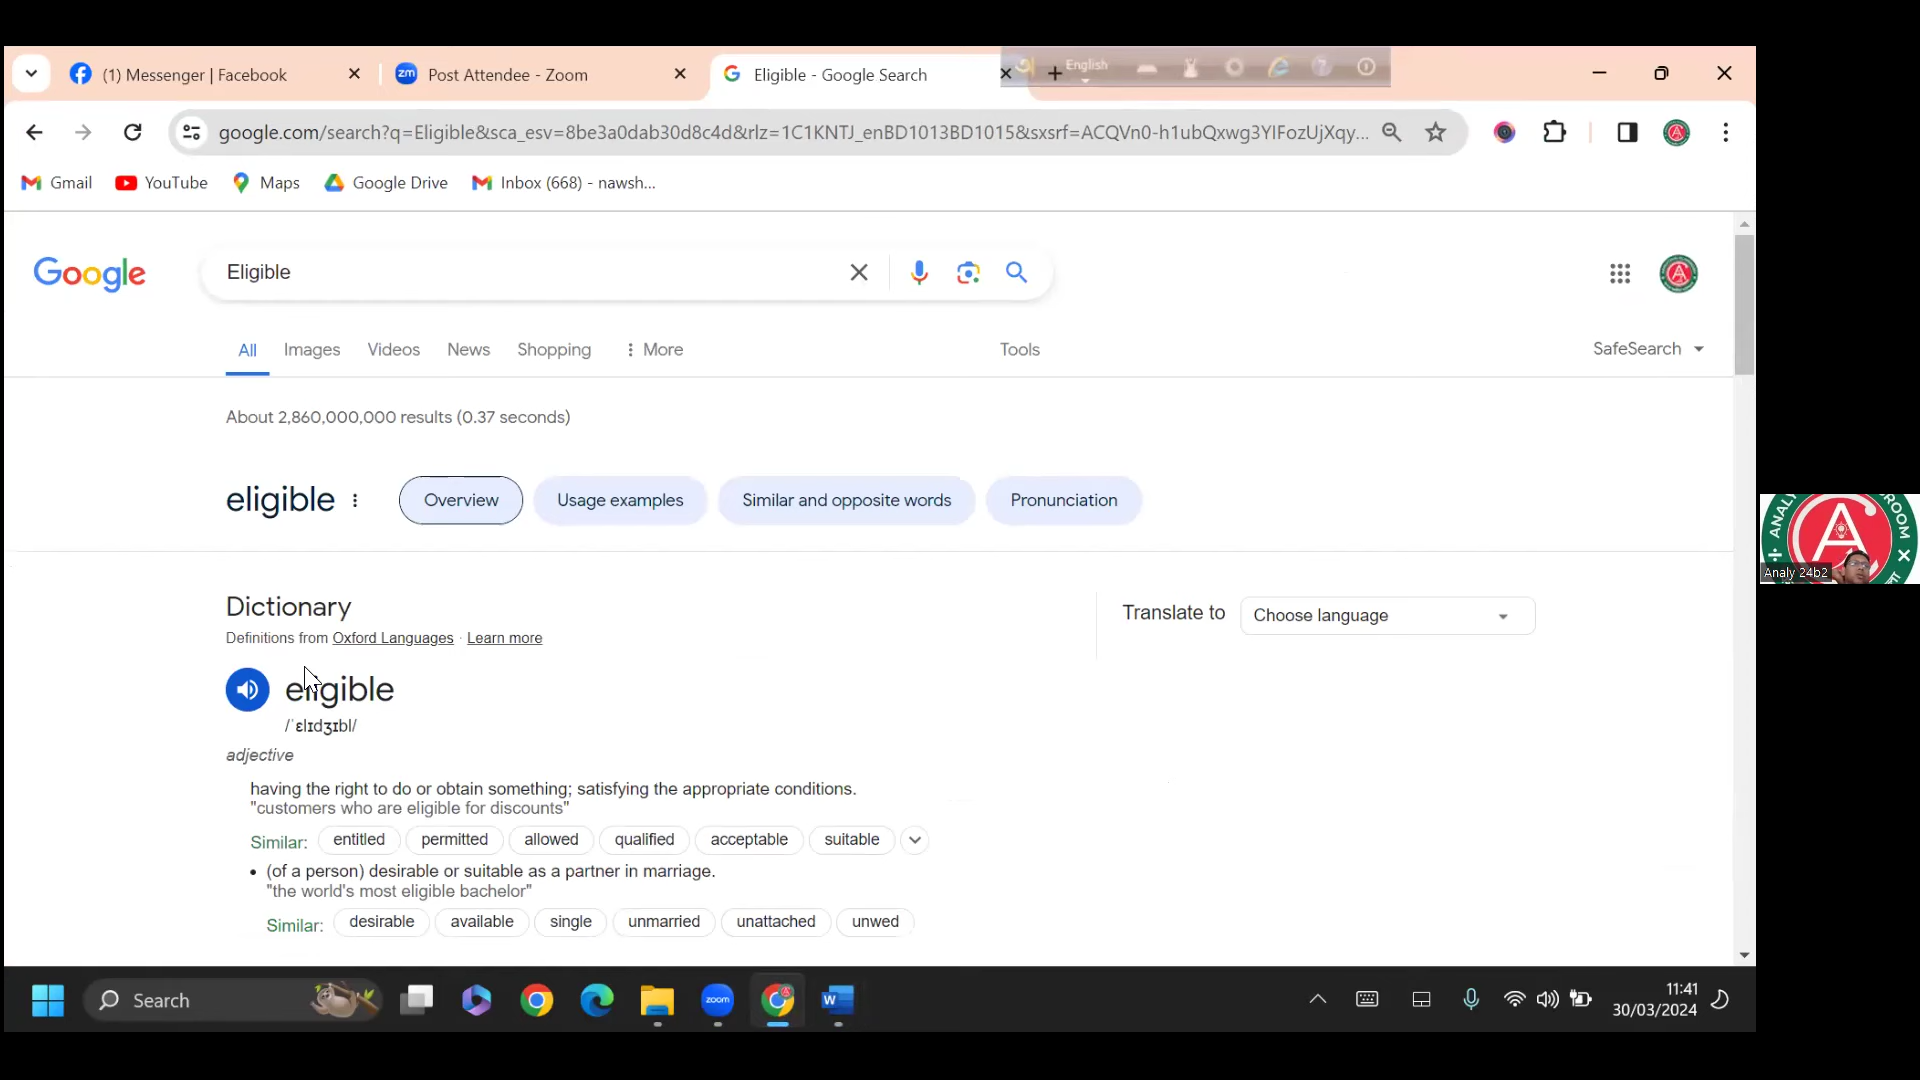 (1) Messenger | Facebook
zm Post Attendee - Zoom
Eligible - Google Search
English
google.com/search?q=Eligible&sca_esv=8be3a0dab30d8c4d&rlz=1C1KNTJ_enBD1013BD1015&sxsrf=ACQVn0-h1ubQxwg3YIFozUjXqy...
Gmail YouTube Maps Google Drive Inbox (668) - nawsh...
Google Eligible
All Images Videos News Shopping More Tools SafeSearch
About 2,860,000,000 results (0.37 seconds)
eligible Overview Usage examples Similar and opposite words Pronunciation
Dictionary
Definitions from Oxford Languages · Learn more
Translate to Choose language
eligible
/ˈɛlɪdʒɪbl/
adjective
having the right to do or obtain something; satisfying the appropriate conditions.
"customers who are eligible for discounts"
Similar: entitled permitted allowed qualified acceptable suitable
• (of a person) desirable or suitable as a partner in marriage.
"the world's most eligible bachelor"
Similar: desirable available single unmarried unattached unwed
Analy 24b2
Search
zoom
W
11:41
30/03/2024